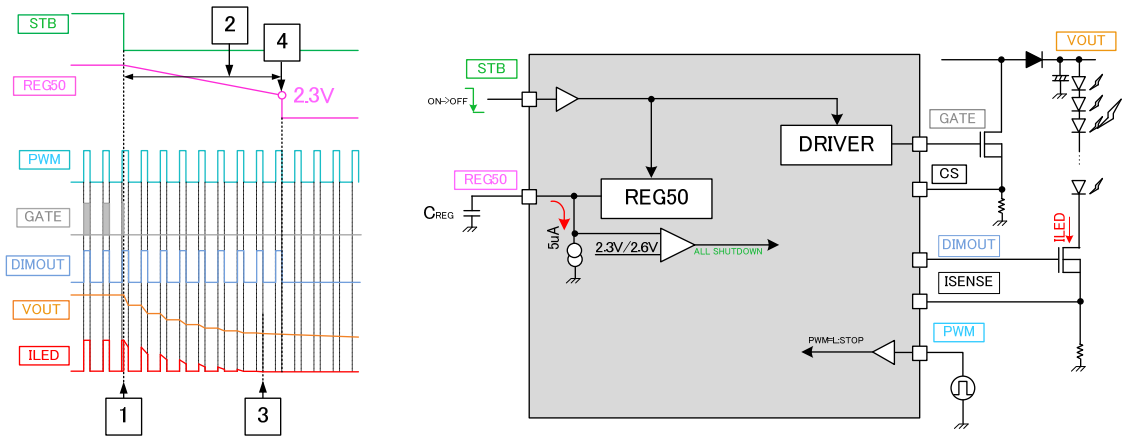 2
4
STB
REG50
2.3V
PWM
GATE
DIMOUT
VOUT
ILED
1
3
STB
ON->OFF
REG50
CREG
5uA
REG50
2.3V/2.6V
ALL SHUTDOWN
DRIVER
GATE
CS
VOUT
ILED
DIMOUT
ISENSE
PWM
PWM=L:STOP